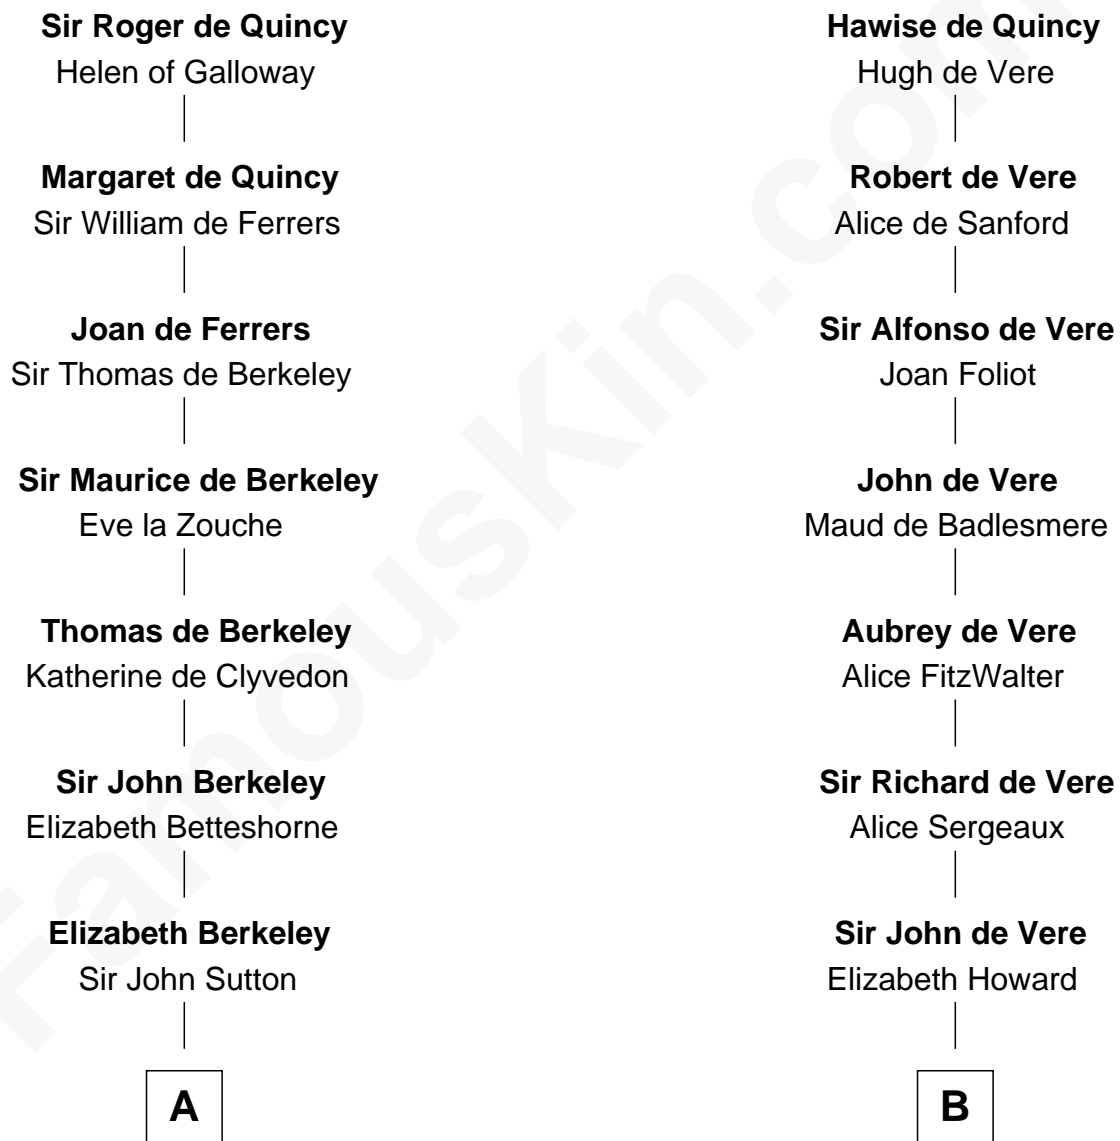 Sir Roger de Quincy
Helen of Galloway
Margaret de Quincy
Sir William de Ferrers
Joan de Ferrers
Sir Thomas de Berkeley
Sir Maurice de Berkeley
Eve la Zouche
Thomas de Berkeley
Katherine de Clyvedon
Sir John Berkeley
Elizabeth Betteshorne
Elizabeth Berkeley
Sir John Sutton
A
Hawise de Quincy
Hugh de Vere
Robert de Vere
Alice de Sanford
Sir Alfonso de Vere
Joan Foliot
John de Vere
Maud de Badlesmere
Aubrey de Vere
Alice FitzWalter
Sir Richard de Vere
Alice Sergeaux
Sir John de Vere
Elizabeth Howard
B
FamousKin.com